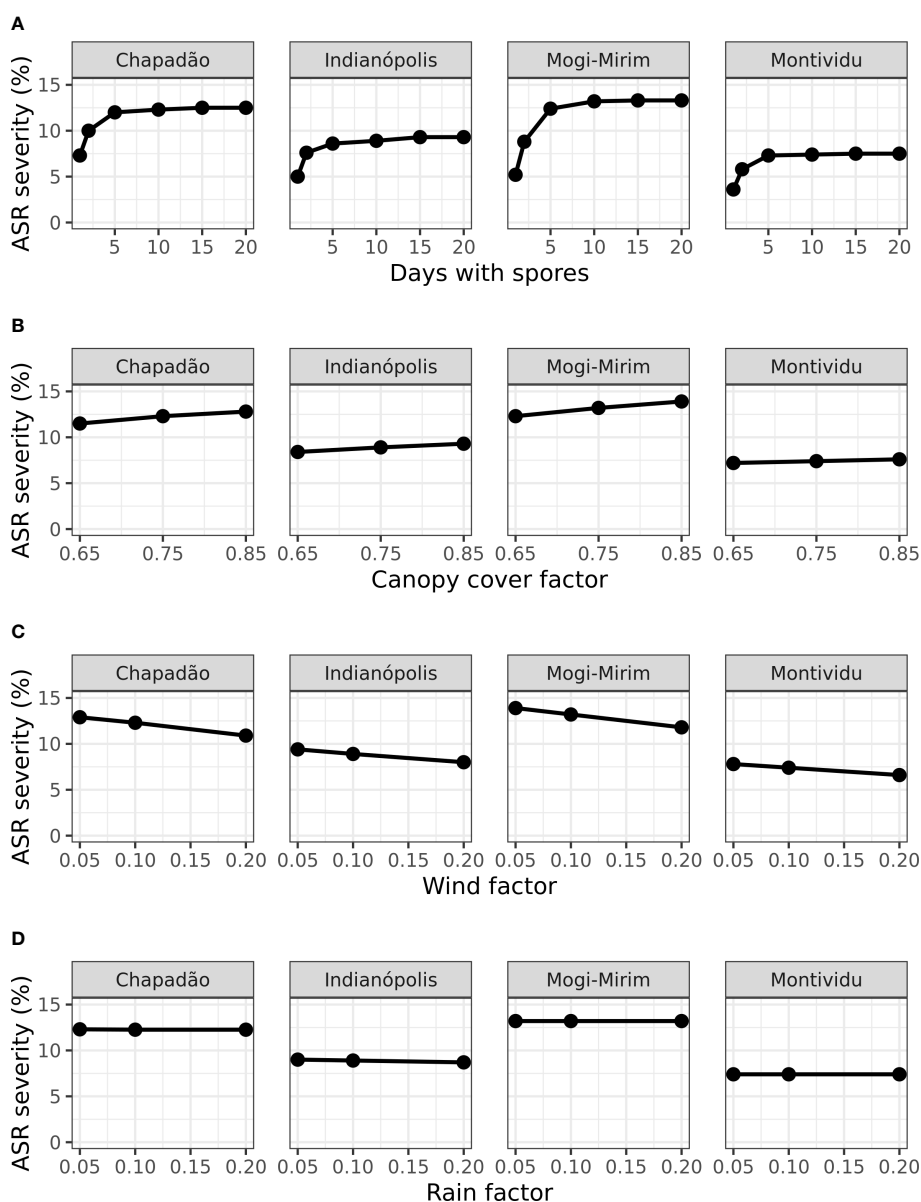 A
Chapadão Indianópolis Mogi-Mirim Montividu
ASR severity (%)
15
10
5
0
5 10 15 20 5 10 15 20 5 10 15 20 5 10 15 20
Days with spores
B
Chapadão Indianópolis Mogi-Mirim Montividu
ASR severity (%)
15
10
5
0
0.65 0.75 0.85 0.65 0.75 0.85 0.65 0.75 0.85 0.65 0.75 0.85
Canopy cover factor
C
Chapadão Indianópolis Mogi-Mirim Montividu
ASR severity (%)
15
10
5
0
0.05 0.10 0.15 0.20 0.05 0.10 0.15 0.20 0.05 0.10 0.15 0.20 0.05 0.10 0.15 0.20
Wind factor
D
Chapadão Indianópolis Mogi-Mirim Montividu
ASR severity (%)
15
10
5
0
0.05 0.10 0.15 0.20 0.05 0.10 0.15 0.20 0.05 0.10 0.15 0.20 0.05 0.10 0.15 0.20
Rain factor